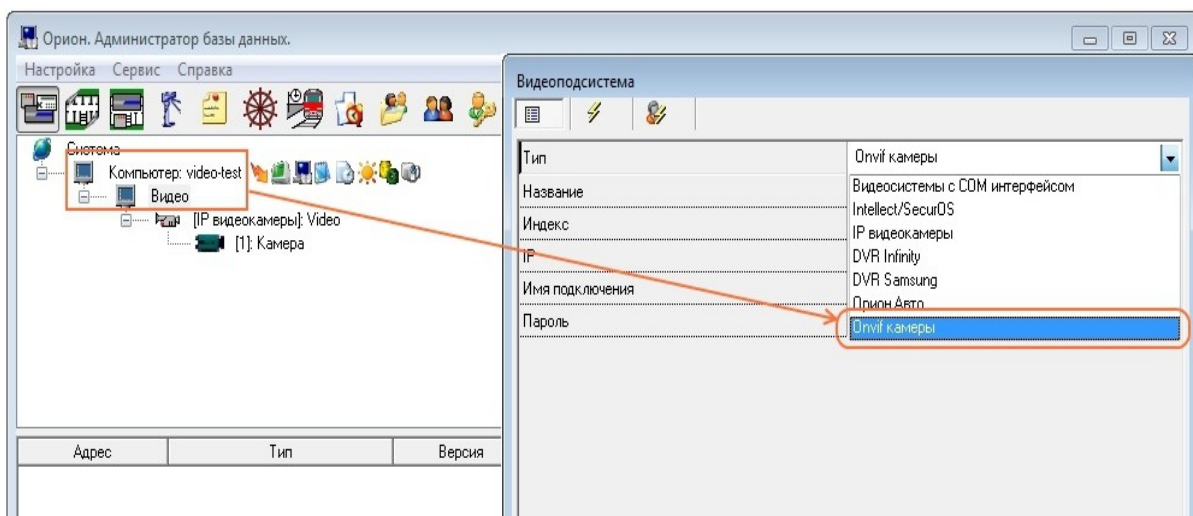 Орион. Администратор базы данных.
Настройка Сервис Справка
Система
Компьютер: video-test
Видео
[IP видеокамеры]: Video
[1]: Камера
Адрес Тип Версия
Видеоподсистема
Тип Onvif камеры
Название
Индекс
IP
Имя подключения
Пароль
Видеосистемы с COM интерфейсом
Intellect/SecurOS
IP видеокамеры
DVR Infinity
DVR Samsung
Орион Авто
Onvif камеры